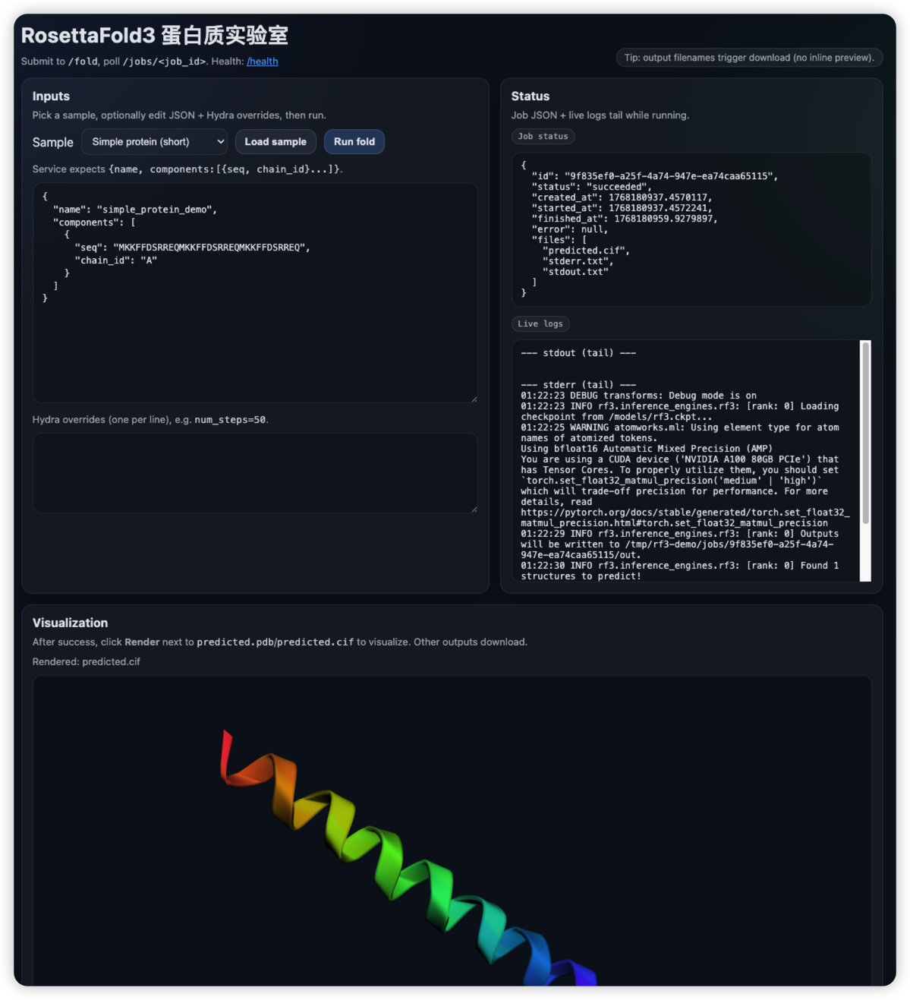 RosettaFold3 蛋白质实验室
Submit to /fold, poll /jobs/<job_id>. Health: /health
Tip: output filenames trigger download (no inline preview).
Inputs
Pick a sample, optionally edit JSON + Hydra overrides, then run.
Sample Simple protein (short) Load sample Run fold
Service expects {name, components:[{seq, chain_id}...]}.
{
  "name": "simple_protein_demo",
  "components": [
    {
      "seq": "MKKFFDSRREQMKKFFDSRREQMKKFFDSRREQ",
      "chain_id": "A"
    }
  ]
}
Hydra overrides (one per line), e.g. num_steps=50.
Status
Job JSON + live logs tail while running.
Job status
{
  "id": "9f835ef0-a25f-4a74-947e-ea74caa65115",
  "status": "succeeded",
  "created_at": 1768180937.4570117,
  "started_at": 1768180937.4572241,
  "finished_at": 1768180959.9279897,
  "error": null,
  "files": [
    "predicted.cif",
    "stderr.txt",
    "stdout.txt"
  ]
}
Live logs
--- stdout (tail) ---
--- stderr (tail) ---
01:22:23 DEBUG transforms: Debug mode is on
01:22:23 INFO rf3.inference_engines.rf3: [rank: 0] Loading
checkpoint from /models/rf3.ckpt...
01:22:25 WARNING atomworks.ml: Using element type for atom
names of atomized tokens.
Using bfloat16 Automatic Mixed Precision (AMP)
You are using a CUDA device ('NVIDIA A100 80GB PCIe') that
has Tensor Cores. To properly utilize them, you should set
`torch.set_float32_matmul_precision('medium' | 'high')`
which will trade-off precision for performance. For more
details, read
https://pytorch.org/docs/stable/generated/torch.set_float32_
matmul_precision.html#torch.set_float32_matmul_precision
01:22:29 INFO rf3.inference_engines.rf3: [rank: 0] Outputs
will be written to /tmp/rf3-demo/jobs/9f835ef0-a25f-4a74-
947e-ea74caa65115/out.
01:22:30 INFO rf3.inference_engines.rf3: [rank: 0] Found 1
structures to predict!
Visualization
After success, click Render next to predicted.pdb/predicted.cif to visualize. Other outputs download.
Rendered: predicted.cif